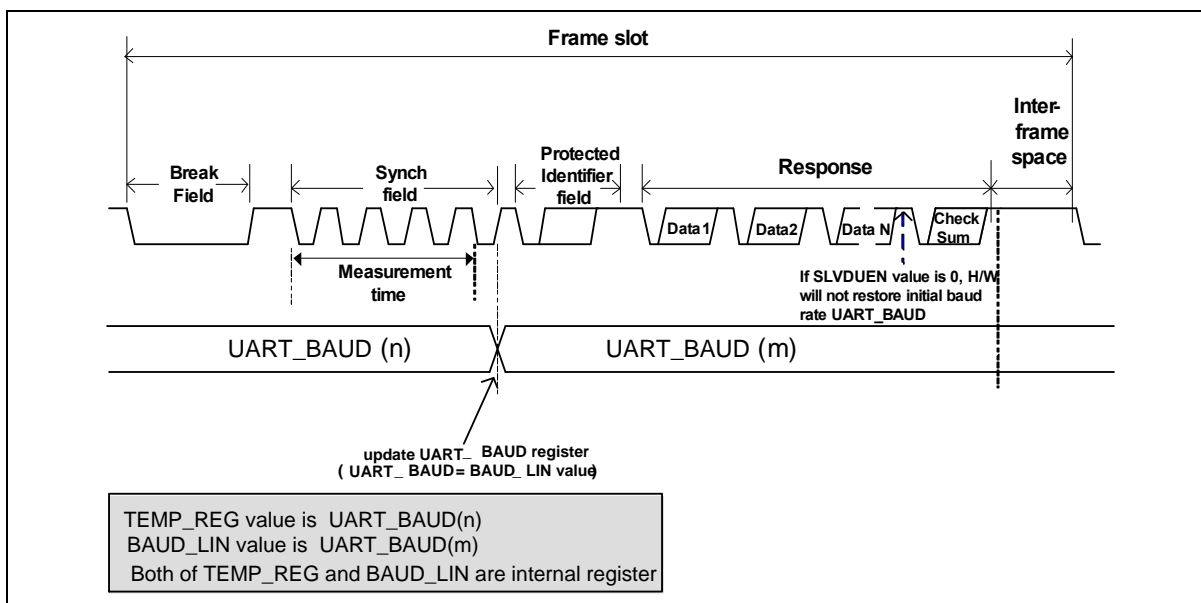 Frame slot
Inter-
frame
space
Break
Field
Synch
field
Protected
Identifier
field
Response
Data1
Data2
Data N
Check
Sum
Measurement
time
If SLVDUEN value is 0, H/W
will not restore initial baud
rate UART_BAUD
UART_BAUD (n)
UART_BAUD (m)
update UART_ BAUD register
( UART_ BAUD = BAUD_ LIN value)
TEMP_REG value is UART_BAUD(n)
BAUD_LIN value is UART_BAUD(m)
Both of TEMP_REG and BAUD_LIN are internal register